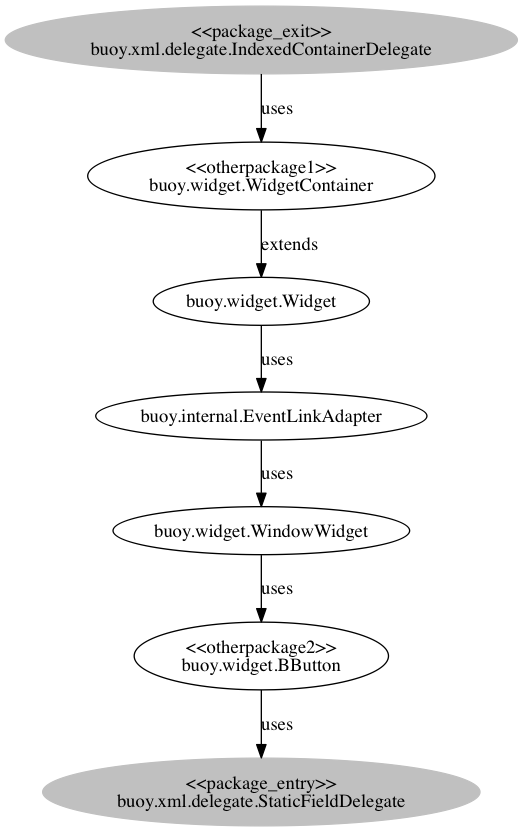 <<package_exit>>
buoy.xml.delegate.IndexedContainerDelegate
uses
<<otherpackage1>>
buoy.widget.WidgetContainer
extends
buoy.widget.Widget
uses
buoy.internal.EventLinkAdapter
uses
buoy.widget.WindowWidget
uses
<<otherpackage2>>
buoy.widget.BButton
uses
<<package_entry>>
buoy.xml.delegate.StaticFieldDelegate